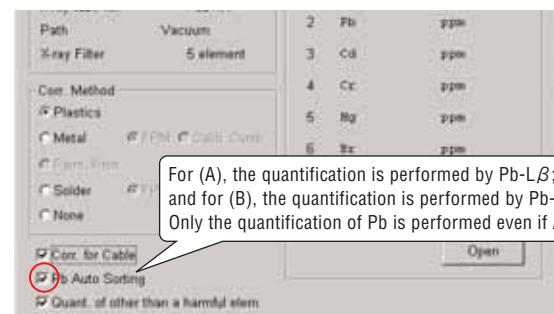 Path Vacuum
X-ray Filter 5 element
Corr. Method
Plastics
Metal
Solder
None
Corr. for Cable
Pb Auto Sorting
Quant. of other than a harmful elem
2 Pb ppm
3 Cd ppm
4 Cr ppm
5 Hg ppm
6 Br ppm
For (A), the quantification is performed by Pb-Lβ;
and for (B), the quantification is performed by Pb-
Only the quantification of Pb is performed even if
Open